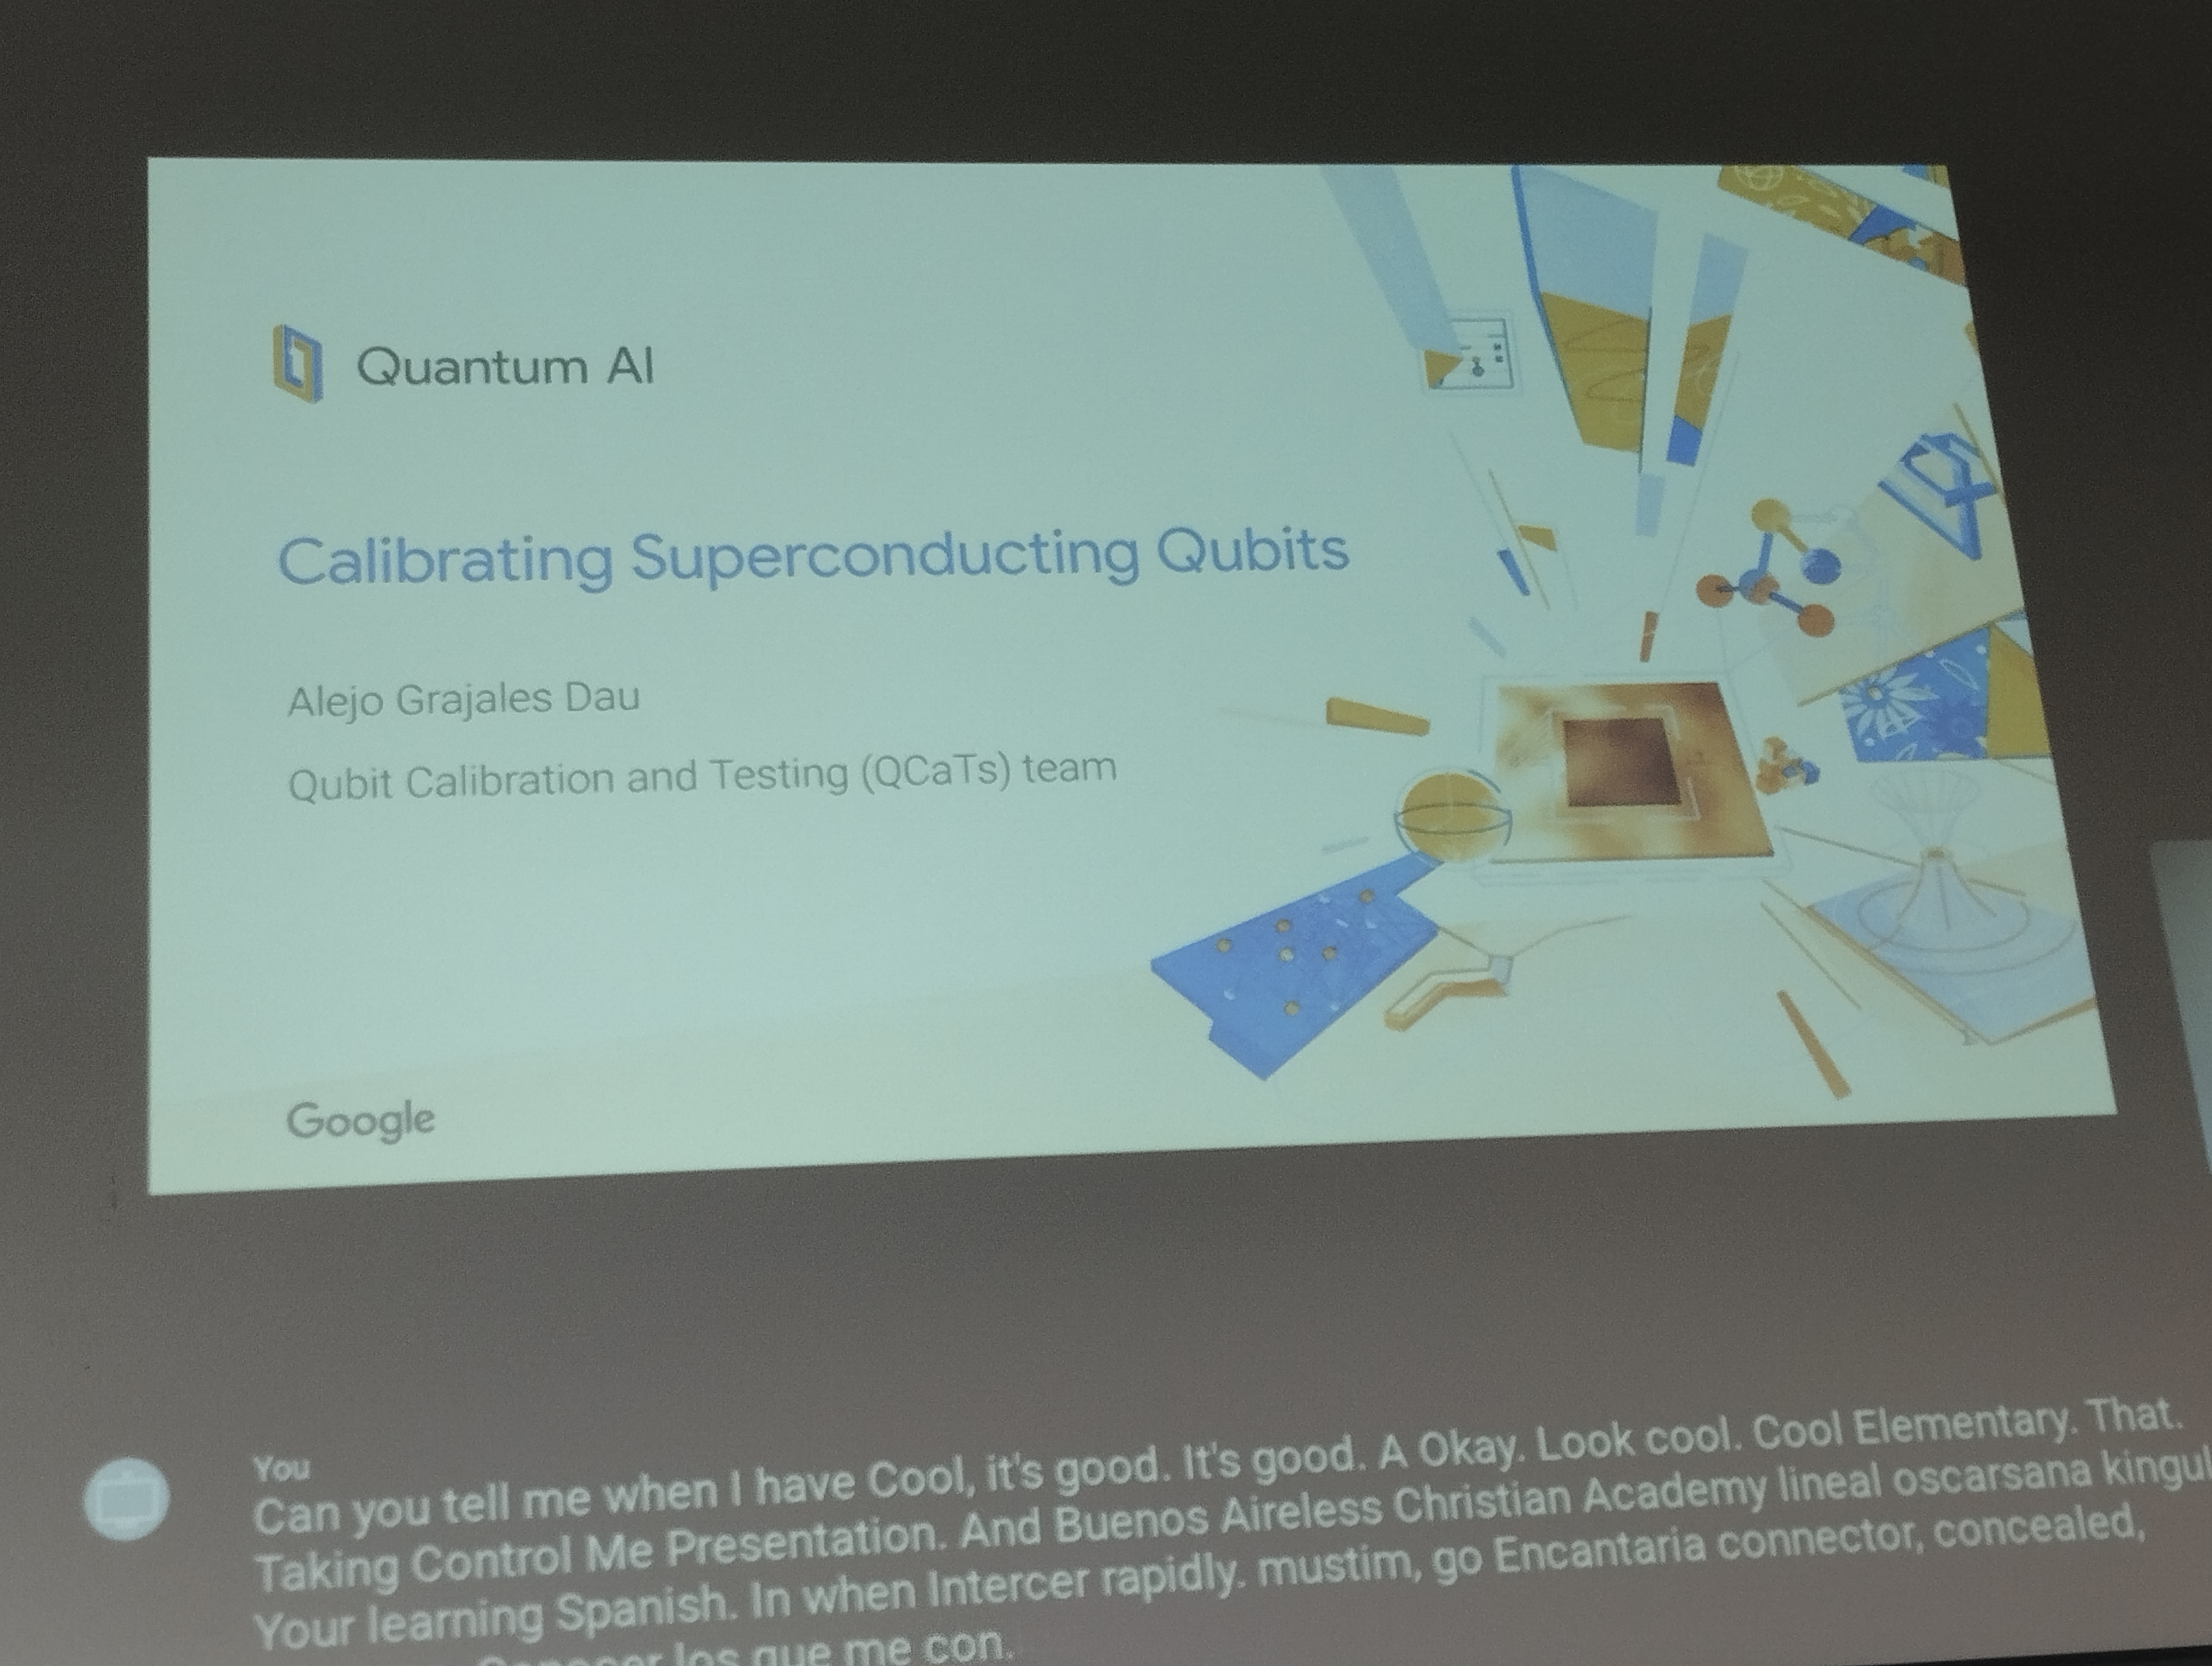 Quantum AI
Calibrating Superconducting Qubits
Alejo Grajales Dau
Qubit Calibration and Testing (QCaTs) team
Google
You
Can you tell me when I have Cool, it's good. It's good. A Okay. Look cool. Cool Elementary. That.
Taking Control Me Presentation. And Buenos Aireless Christian Academy lineal oscarsana kingul
Your learning Spanish. In when Intercer rapidly. mustim, go Encantaria connector, concealed,
los que me con.